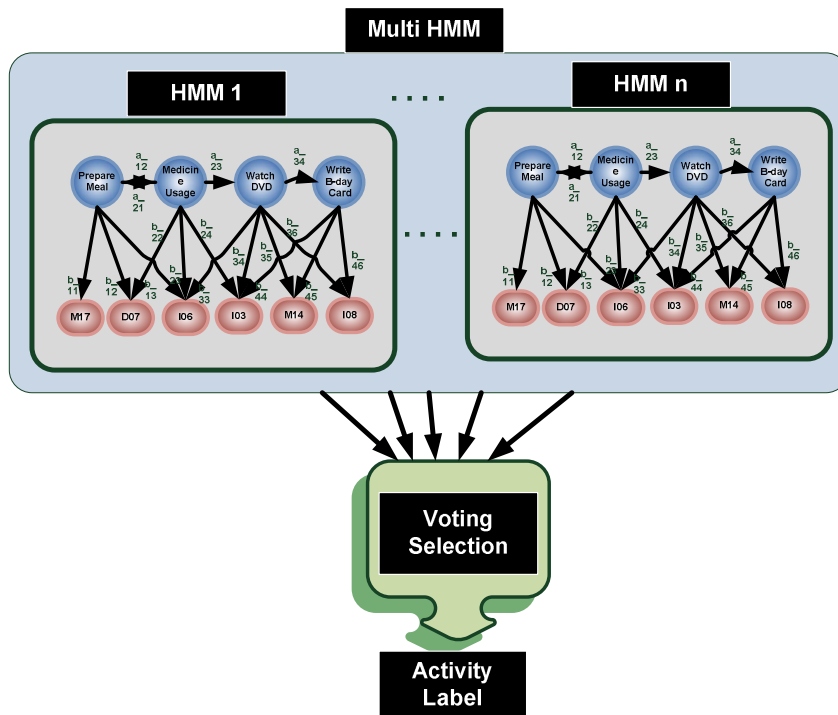 Multi HMM
HMM 1
. . . .
HMM n
Prepare
Meal
a_
12
a_
21
Medicin
e
Usage
a_
23
Watch
DVD
a_
34
Write
B-day
Card
b_
11
b_
12
b_
13
b_
22
b_
24
b_
33
b_
34
b_
35
b_
36
b_
44
b_
45
b_
46
M17
D07
I06
I03
M14
I08
. . . .
Prepare
Meal
a_
12
a_
21
Medicin
e
Usage
a_
23
Watch
DVD
a_
34
Write
B-day
Card
b_
11
b_
12
b_
13
b_
22
b_
24
b_
33
b_
34
b_
35
b_
36
b_
44
b_
45
b_
46
M17
D07
I06
I03
M14
I08
Voting
Selection
Activity
Label